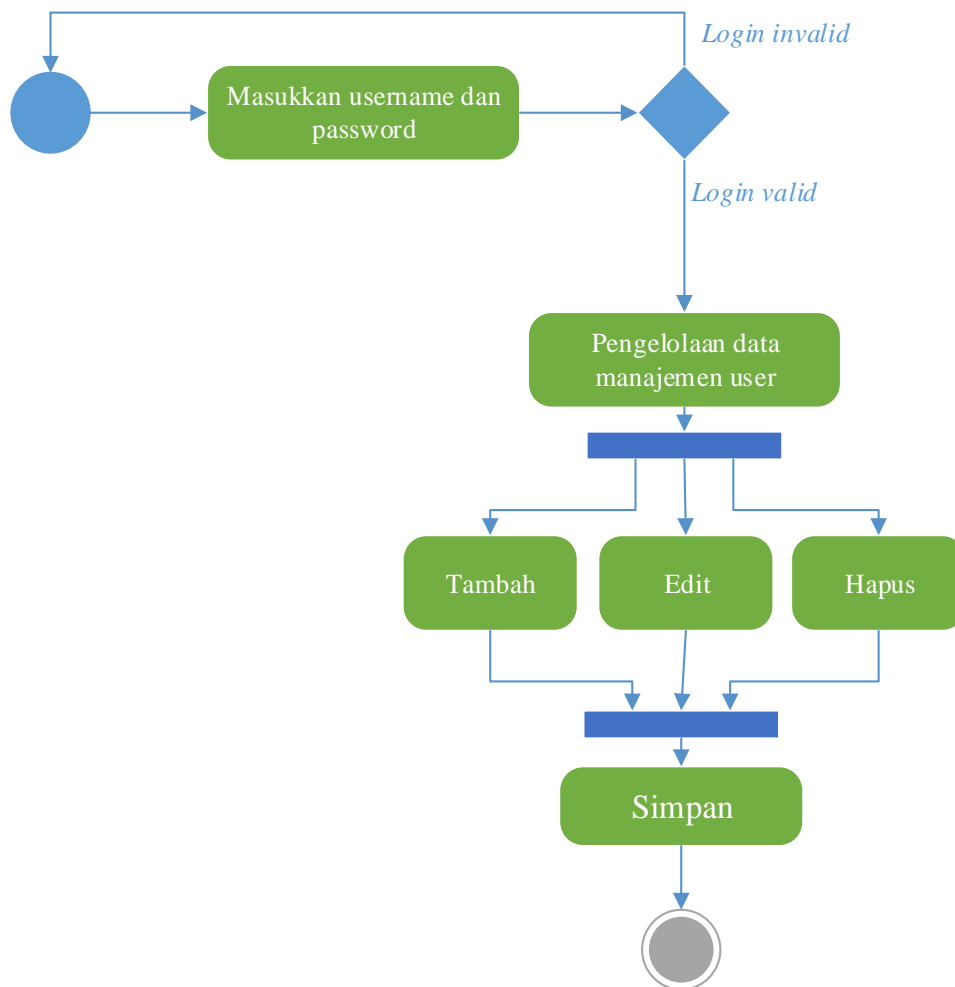 Login invalid
Masukkan username dan
password
Login valid
Pengelolaan data
manajemen user
Tambah
Edit
Hapus
Simpan